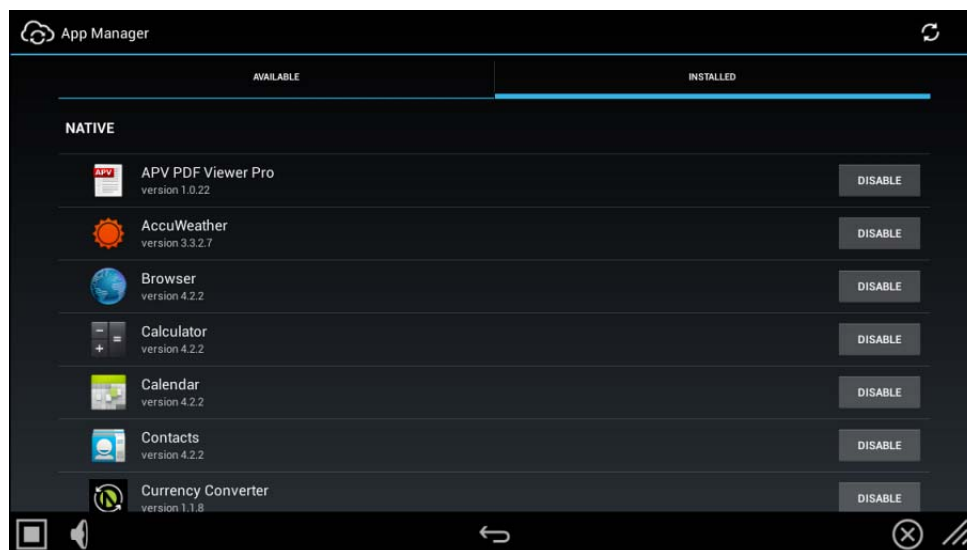 App Manager
AVAILABLE
INSTALLED
NATIVE
APV
APV PDF Viewer Pro
version 1.0.22
DISABLE
AccuWeather
version 3.3.2.7
DISABLE
Browser
version 4.2.2
DISABLE
Calculator
version 4.2.2
DISABLE
Calendar
version 4.2.2
DISABLE
Contacts
version 4.2.2
DISABLE
Currency Converter
version 1.1.8
DISABLE